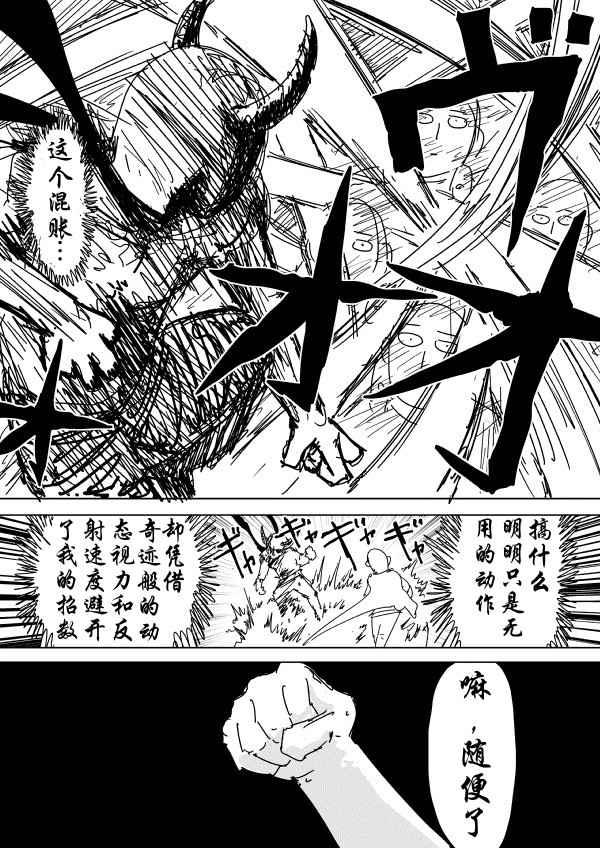 ヴオオオ
这个混账…
搞什么
明明只是无
用的动作
ギャ
ギャ
ギャ
却凭借
奇迹般的动
态视力和反
射速度避开
了我的招数
嘛，随便了